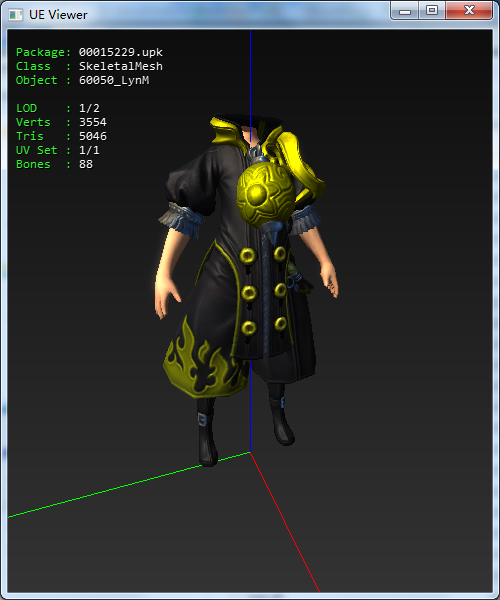 UE Viewer
Package: 00015229.upk
Class : SkeletalMesh
Object : 60050_LynM
LOD : 1/2
Verts : 3554
Tris : 5046
UV Set : 1/1
Bones : 88